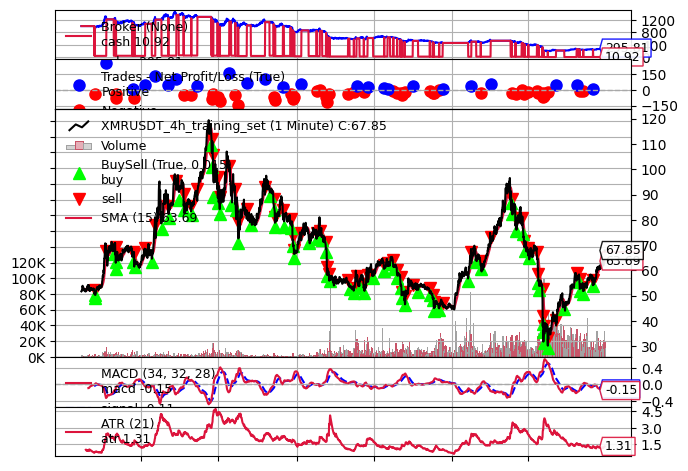 Broker (None)
cash 10.92
1200
800
295.81
10.92
0
Trades - Net Profit/Loss (True)
Positive
150
0
−150
XMRUSDT_4h_training_set (1 Minute) C:67.85
Volume
BuySell (True, 0.015)
buy
sell
SMA (15) 63.69
120
110
100
90
80
70
67.85
63.69
60
50
40
30
120K
100K
80K
60K
40K
20K
0K
MACD (34, 32, 28)
macd -0.15
0.4
0.0
-0.15
−0.4
ATR (21)
atr 1.31
4.5
3.0
1.5
1.31